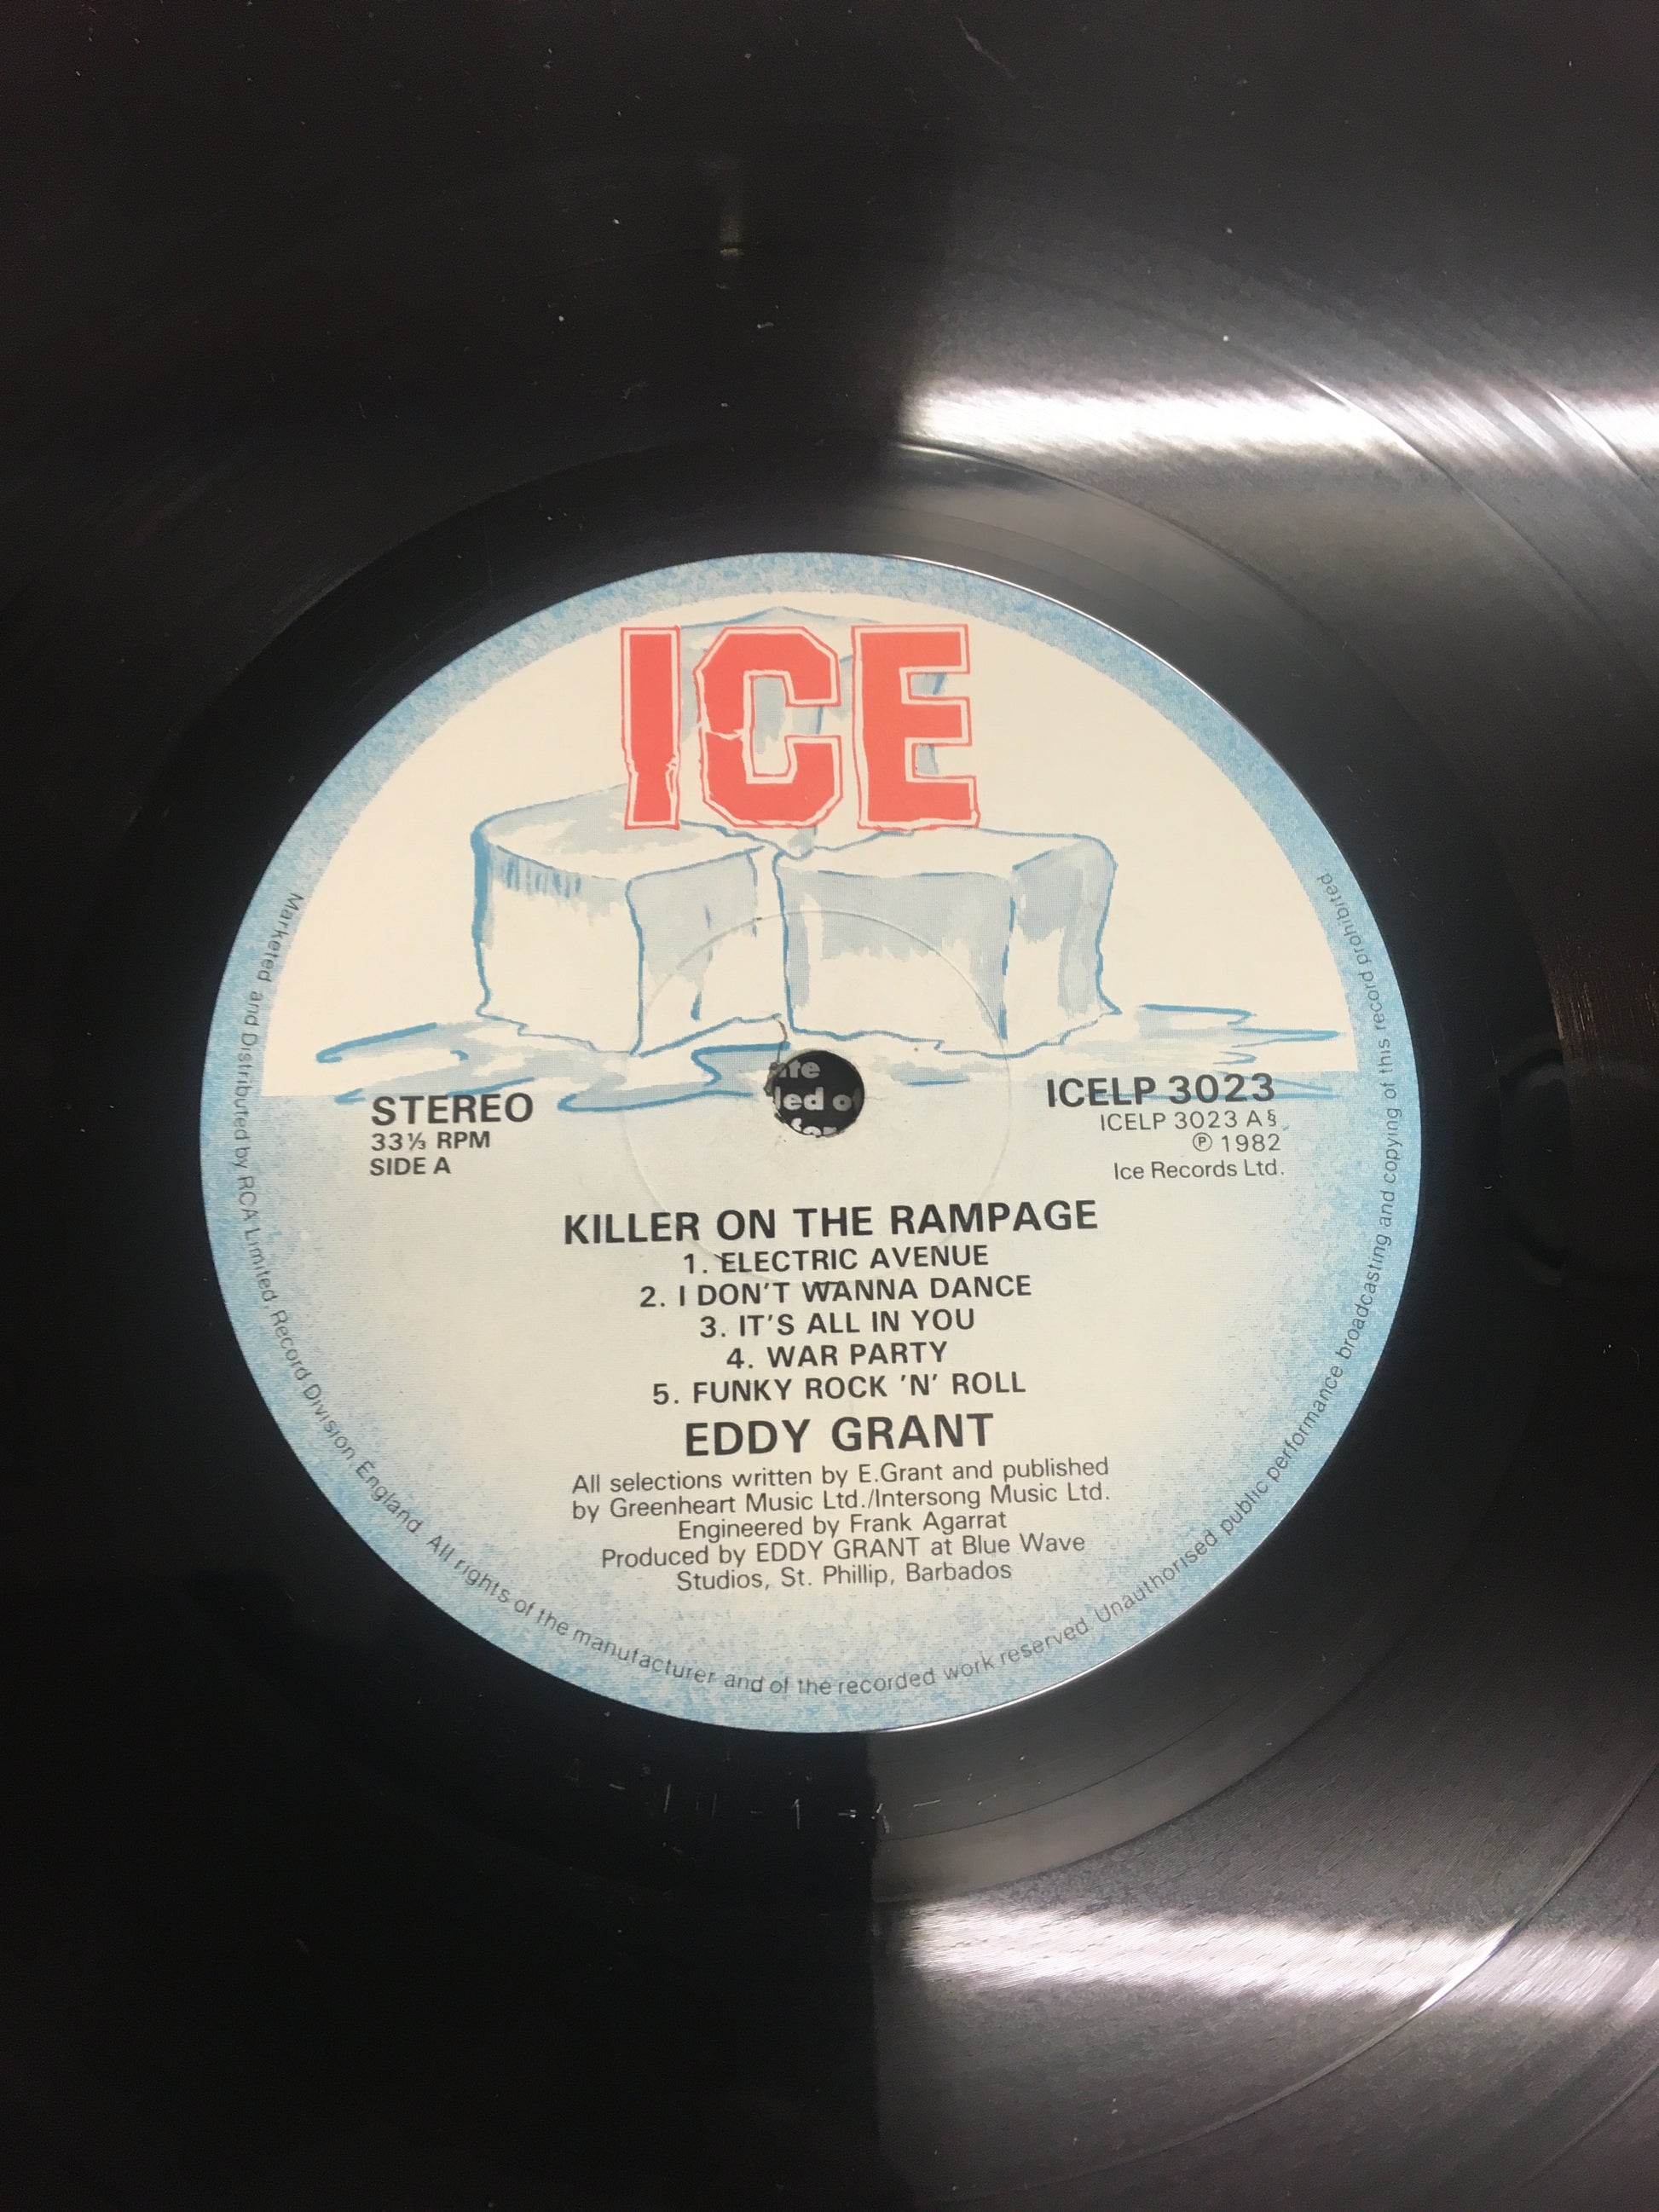 ICE
STEREO
33⅓ RPM
SIDE A
ICELP 3023
ICELP 3023 A§
Ⓟ 1982
Ice Records Ltd.
KILLER ON THE RAMPAGE
1. ELECTRIC AVENUE
2. I DON'T WANNA DANCE
3. IT'S ALL IN YOU
4. WAR PARTY
5. FUNKY ROCK 'N' ROLL
EDDY GRANT
All selections written by E.Grant and published
by Greenheart Music Ltd./Intersong Music Ltd.
Engineered by Frank Agarrat
Produced by EDDY GRANT at Blue Wave
Studios, St. Phillip, Barbados
Marketed and Distributed by RCA Limited, Record Division, England. All rights of the manufacturer and of the recorded work reserved. Unauthorised public performance broadcasting and copying of this record prohibited